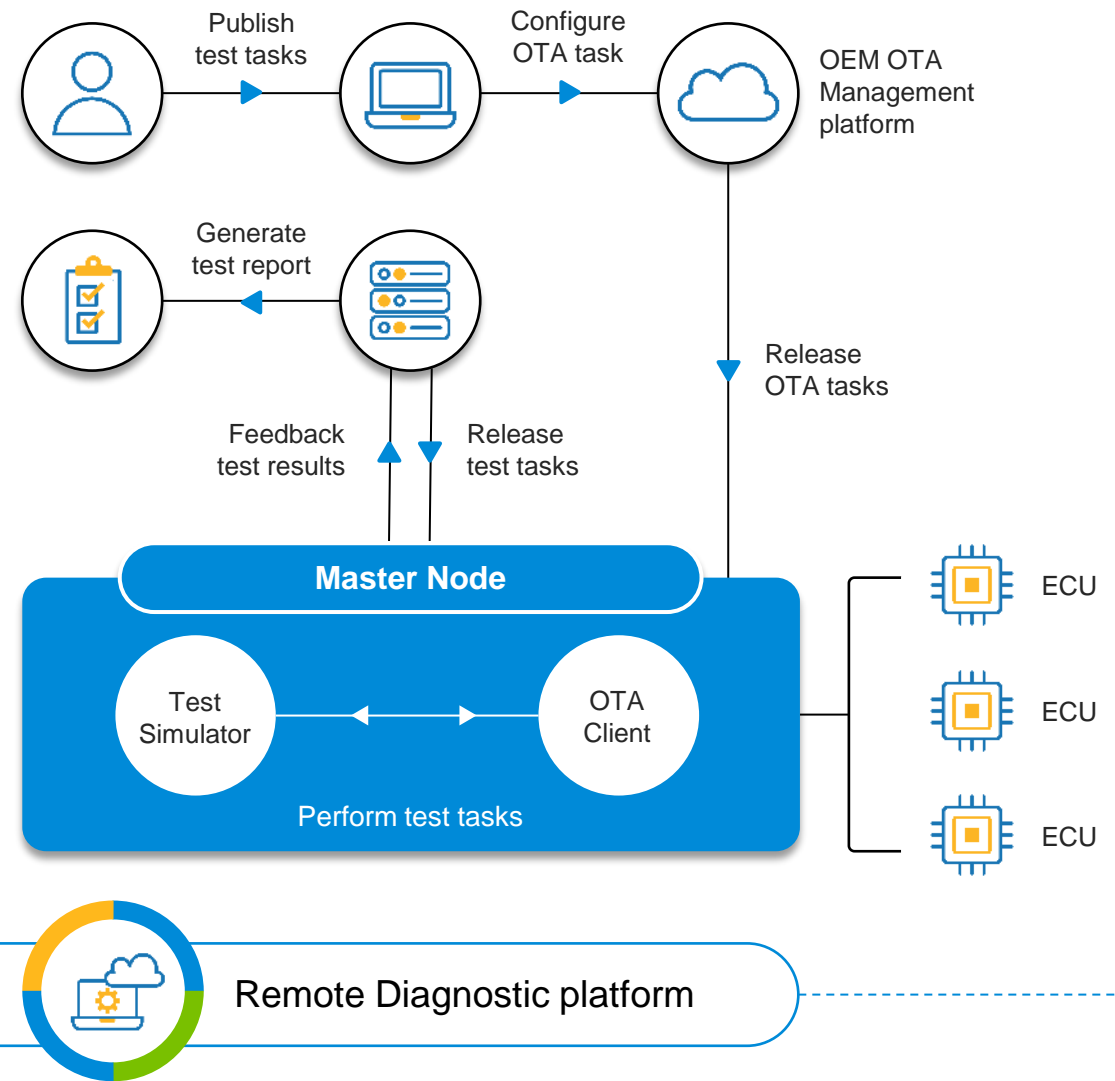 Publish
test tasks
Configure
OTA task
OEM OTA
Management
platform
Generate
test report
Release
OTA tasks
Feedback
test results
Release
test tasks
Master Node
ECU
Test
Simulator
OTA
Client
ECU
Perform test tasks
ECU
Remote Diagnostic platform